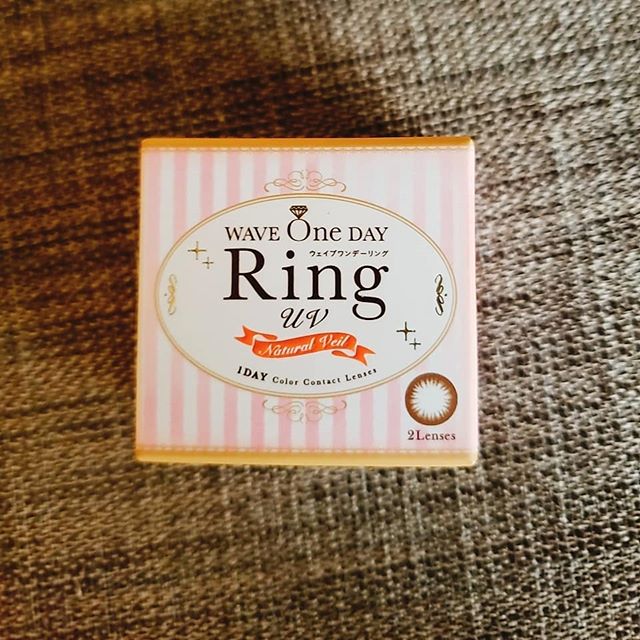 WAVE One DAY
ウェイブワンデーリング
Ring
UV
Natural Veil
1DAY Color Contact Lenses
2Lenses